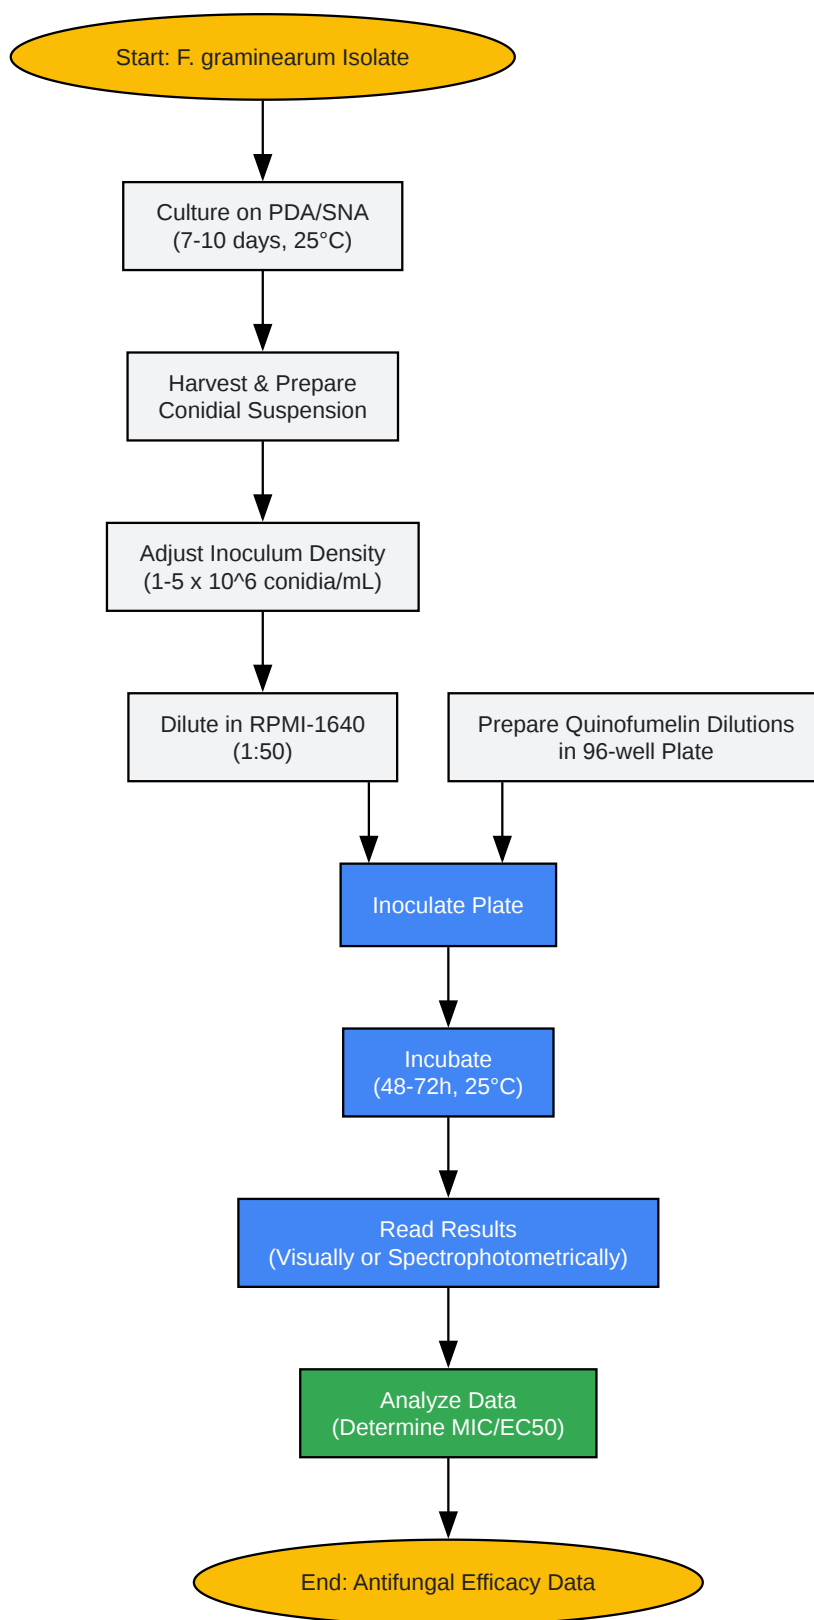 Start: F. graminearum Isolate
Culture on PDA/SNA
(7-10 days, 25°C)
Harvest & Prepare
Conidial Suspension
Adjust Inoculum Density
(1-5 x 10^6 conidia/mL)
Dilute in RPMI-1640
(1:50)
Prepare Quinofumelin Dilutions
in 96-well Plate
Inoculate Plate
Incubate
(48-72h, 25°C)
Read Results
(Visually or Spectrophotometrically)
Analyze Data
(Determine MIC/EC50)
End: Antifungal Efficacy Data